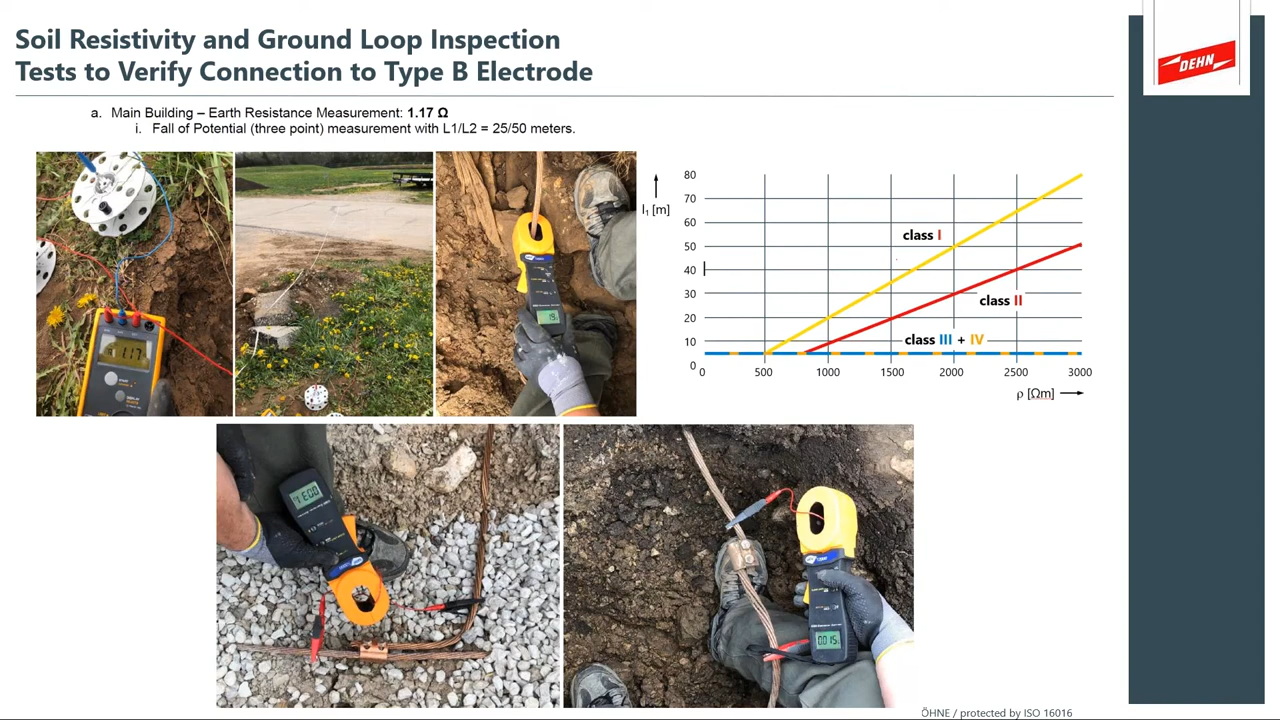 Soil Resistivity and Ground Loop Inspection
Tests to Verify Connection to Type B Electrode
DEHN
a. Main Building – Earth Resistance Measurement: 1.17 Ω
i. Fall of Potential (three point) measurement with L1/L2 = 25/50 meters.
l₁ [m]
80
70
60
50
40
30
20
10
0
class I
class II
class III + IV
0 500 1000 1500 2000 2500 3000
ρ [Ωm]
1.17
ÖHNE / protected by ISO 16016